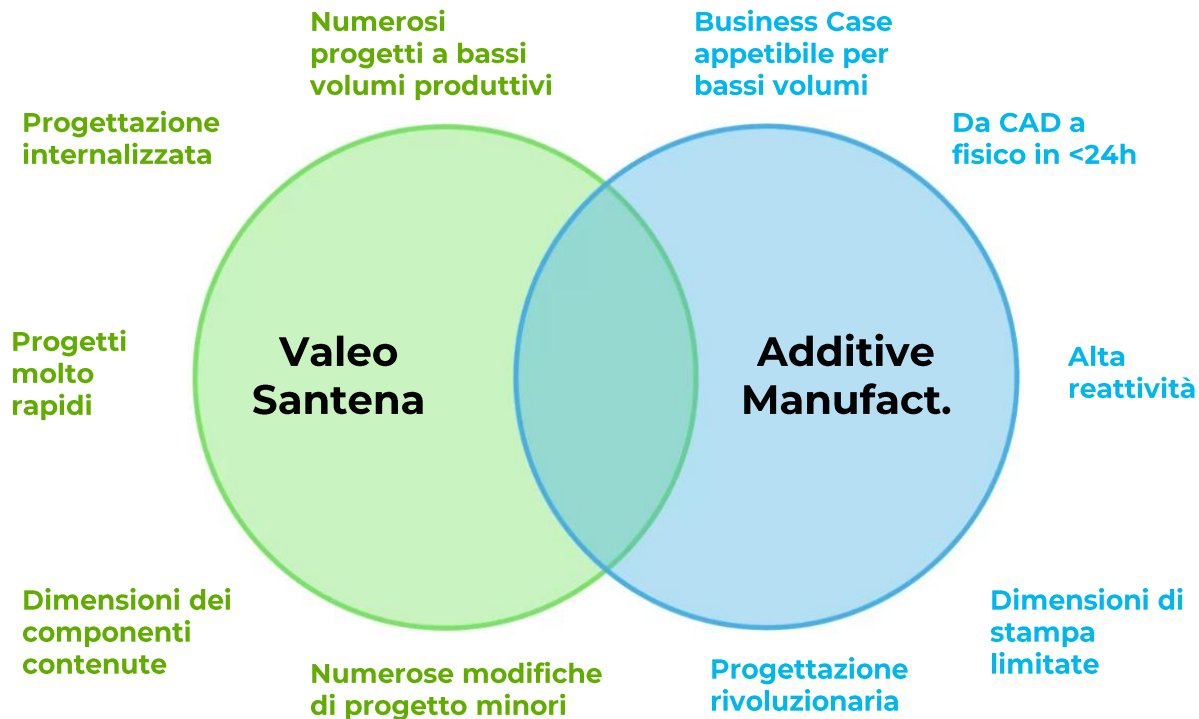 Numerosi
progetti a bassi
volumi produttivi
Business Case
appetibile per
bassi volumi
Progettazione
internalizzata
Da CAD a
fisico in <24h
Progetti
molto
rapidi
Valeo
Santena
Additive
Manufact.
Alta
reattività
Dimensioni dei
componenti
contenute
Numerose modifiche
di progetto minori
Progettazione
rivoluzionaria
Dimensioni di
stampa
limitate